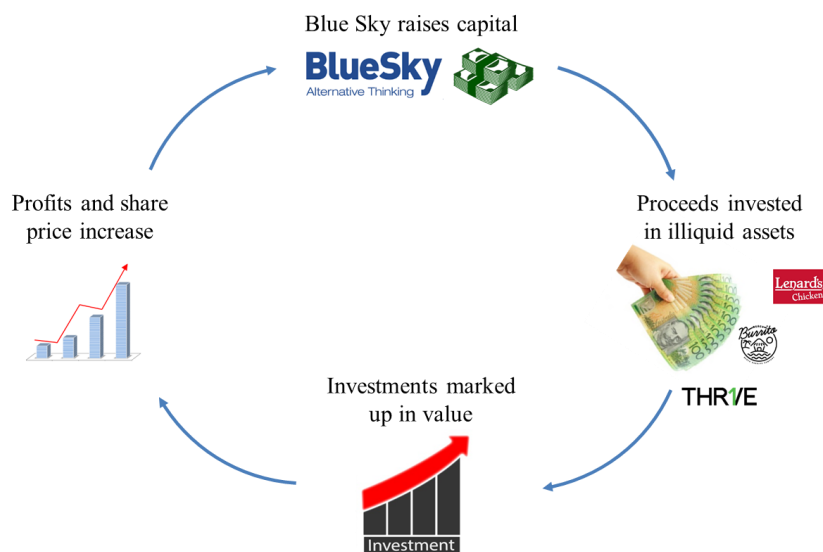 Blue Sky raises capital
BlueSky
Alternative Thinking
Profits and share
price increase
Proceeds invested
in illiquid assets
Lenard's
Chicken
Burrito
THR1VE
Investments marked
up in value
Investment